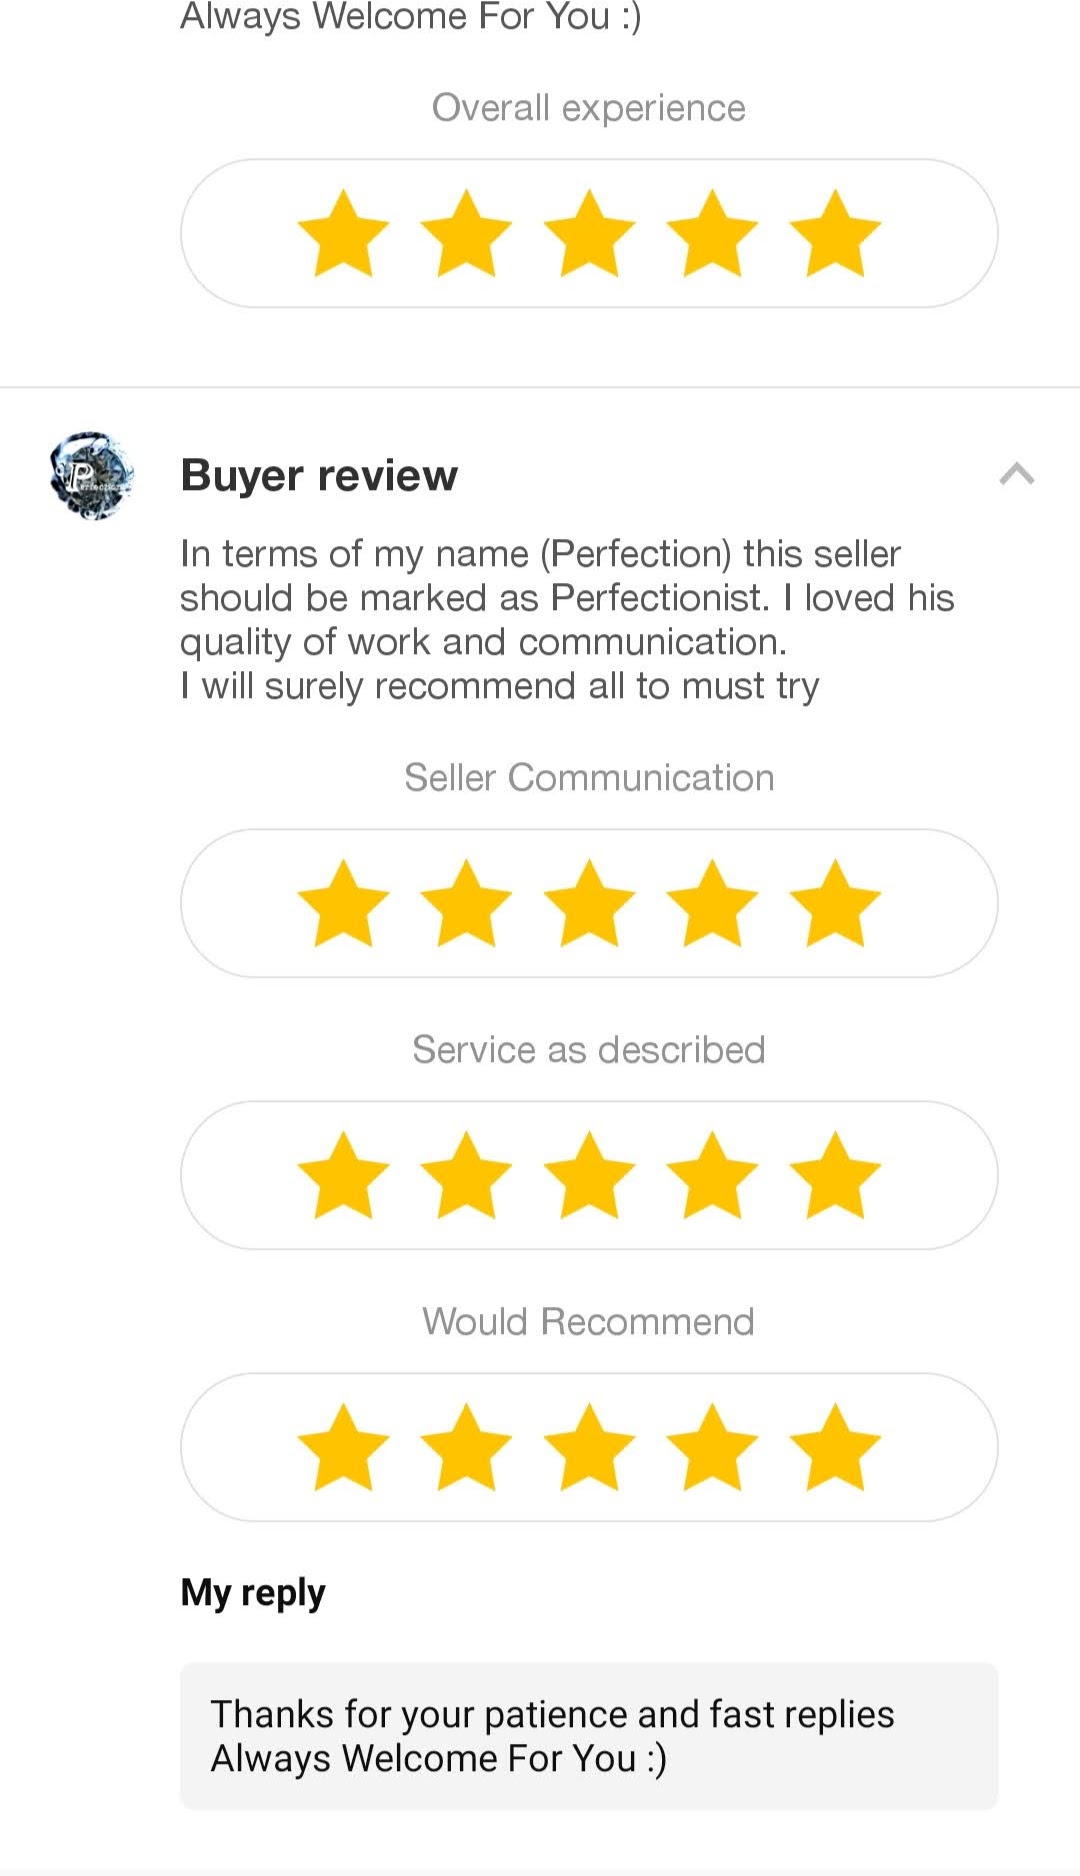 Always Welcome For You :)
Overall experience
Buyer review
In terms of my name (Perfection) this seller
should be marked as Perfectionist. I loved his
quality of work and communication.
I will surely recommend all to must try
Seller Communication
Service as described
Would Recommend
My reply
Thanks for your patience and fast replies
Always Welcome For You :)